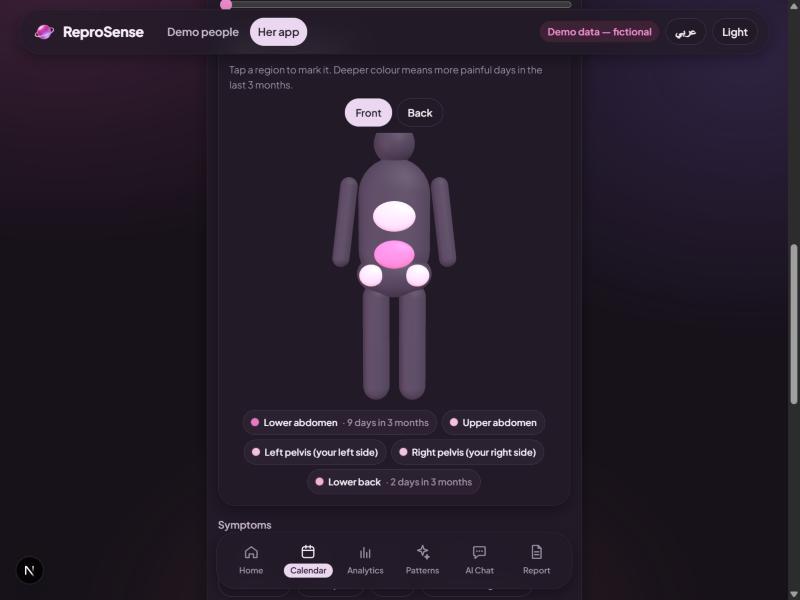 ReproSense
Demo people
Her app
Demo data — fictional
عربي
Light
Tap a region to mark it. Deeper colour means more painful days in the
last 3 months.
Front
Back
Lower abdomen · 9 days in 3 months
Upper abdomen
Left pelvis (your left side)
Right pelvis (your right side)
Lower back · 2 days in 3 months
Symptoms
Home
Calendar
Analytics
Patterns
AI Chat
Report
N